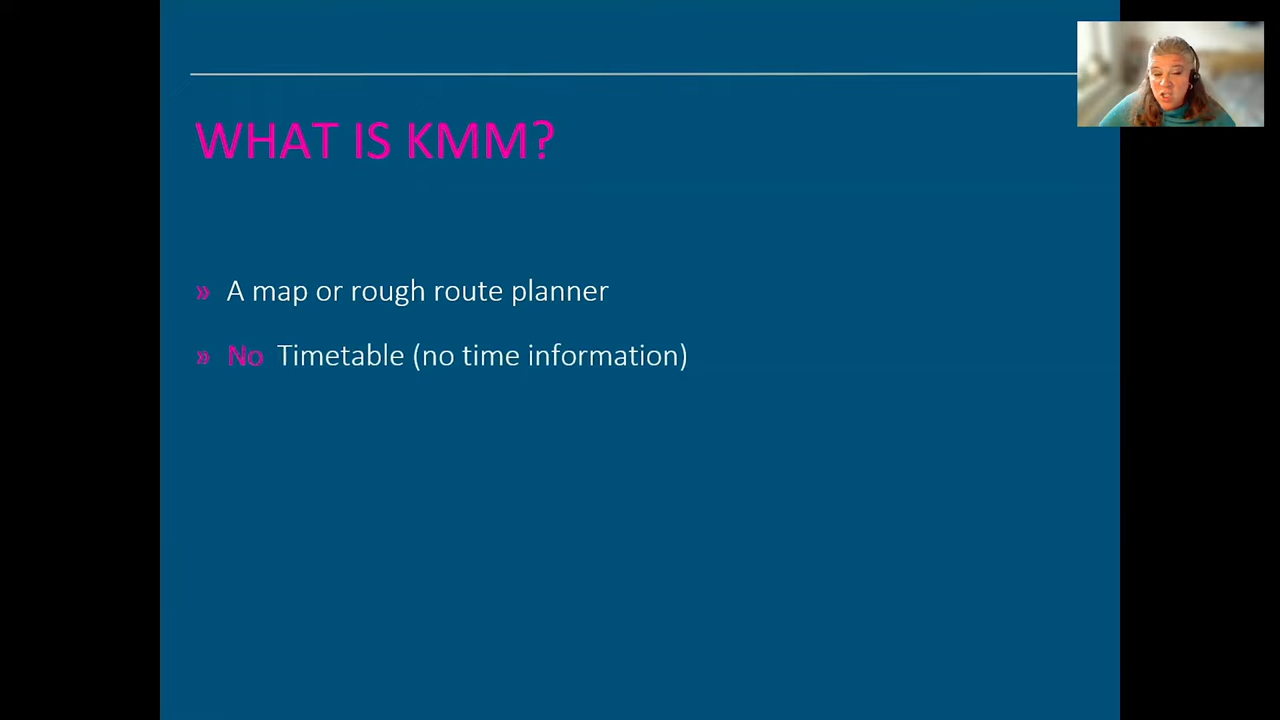 WHAT IS KMM?
» A map or rough route planner
» No Timetable (no time information)